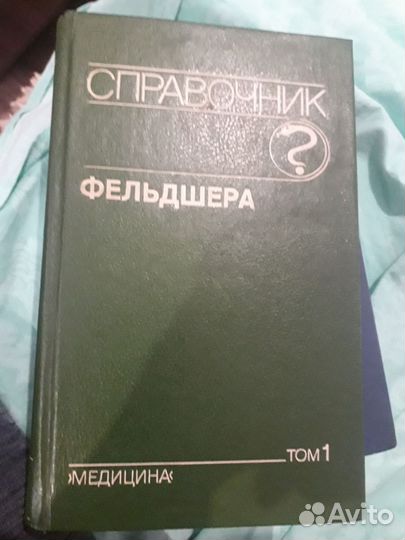 СПРАВОЧНИК
?
ФЕЛЬДШЕРА
ТОМ 1
›МЕДИЦИНА‹
Avito